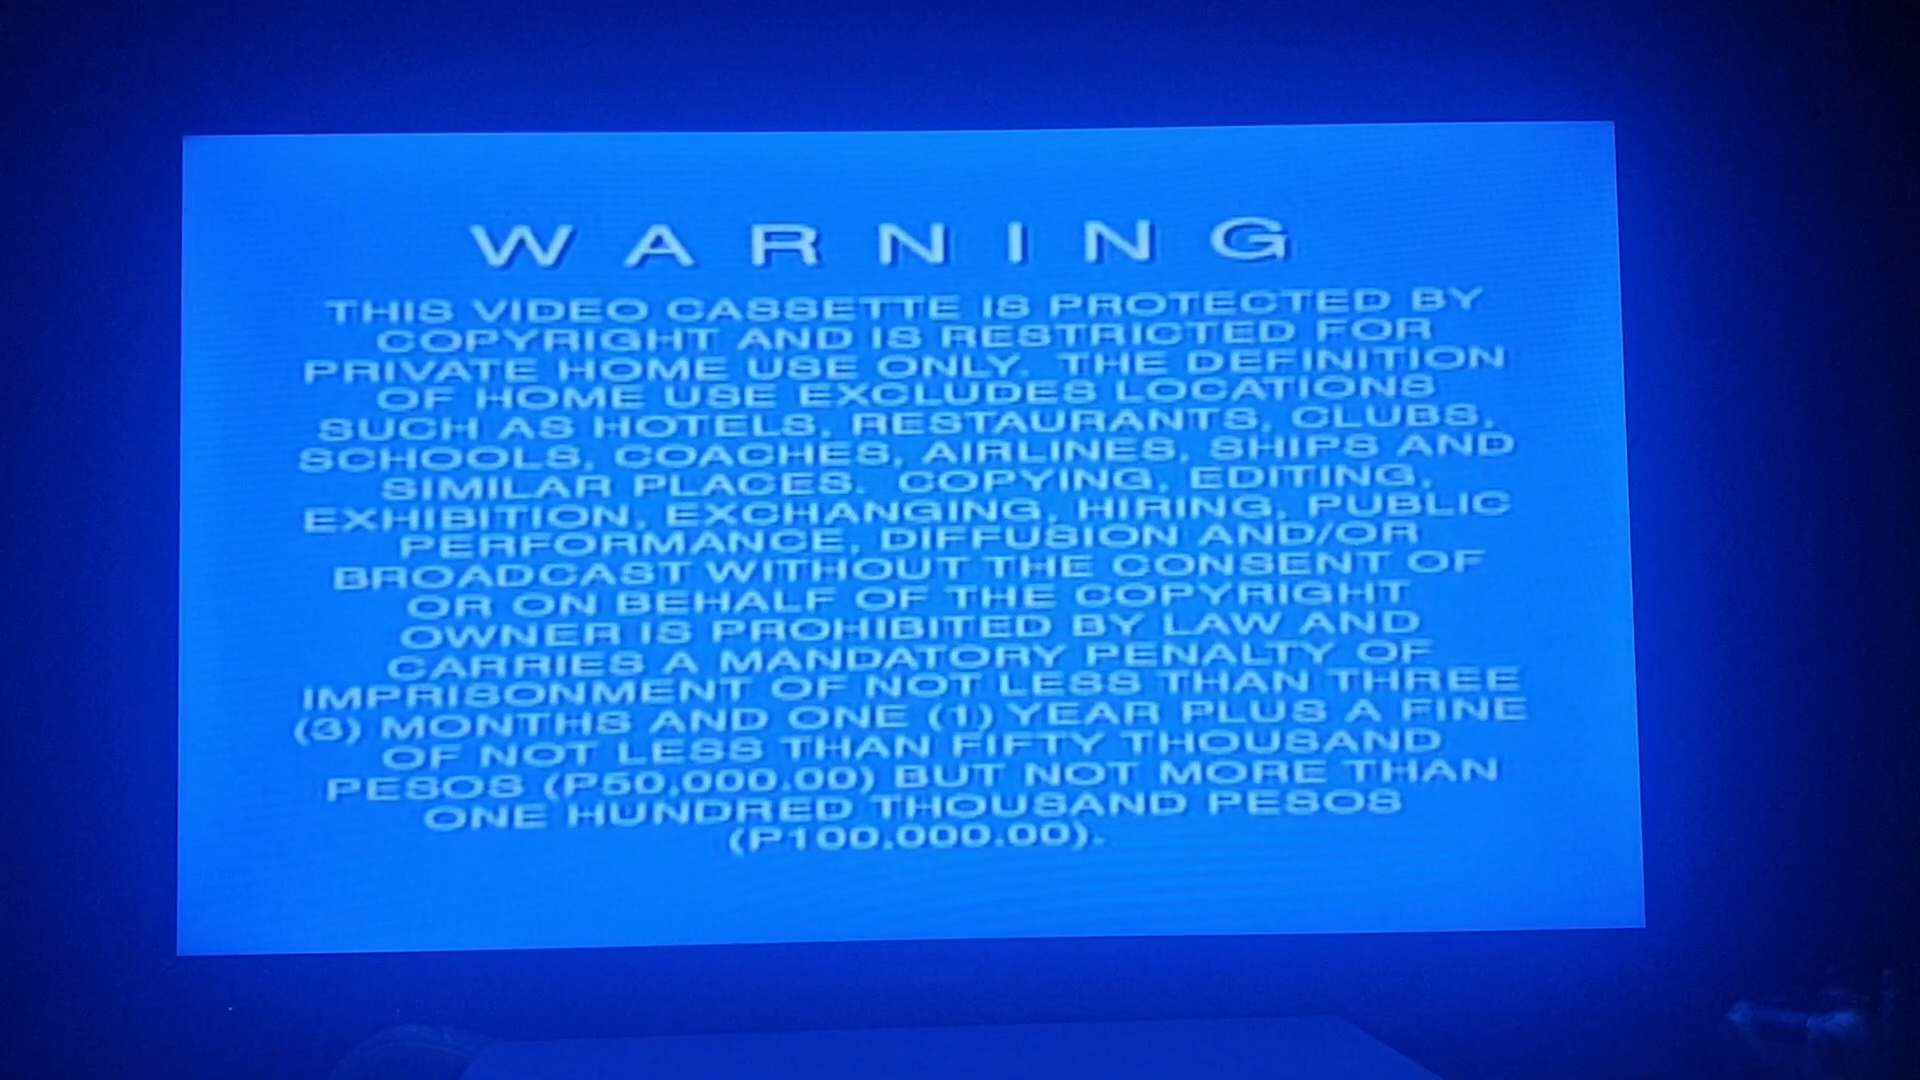 WARNING
THIS VIDEO CASSETTE IS PROTECTED BY
COPYRIGHT AND IS RESTRICTED FOR
PRIVATE HOME USE ONLY. THE DEFINITION
OF HOME USE EXCLUDES LOCATIONS
SUCH AS HOTELS, RESTAURANTS, CLUBS,
SCHOOLS, COACHES, AIRLINES, SHIPS AND
SIMILAR PLACES. COPYING, EDITING,
EXHIBITION, EXCHANGING, HIRING, PUBLIC
PERFORMANCE, DIFFUSION AND/OR
BROADCAST WITHOUT THE CONSENT OF
OR ON BEHALF OF THE COPYRIGHT
OWNER IS PROHIBITED BY LAW AND
CARRIES A MANDATORY PENALTY OF
IMPRISONMENT OF NOT LESS THAN THREE
(3) MONTHS AND ONE (1) YEAR PLUS A FINE
OF NOT LESS THAN FIFTY THOUSAND
PESOS (P50,000.00) BUT NOT MORE THAN
ONE HUNDRED THOUSAND PESOS
(P100,000.00).